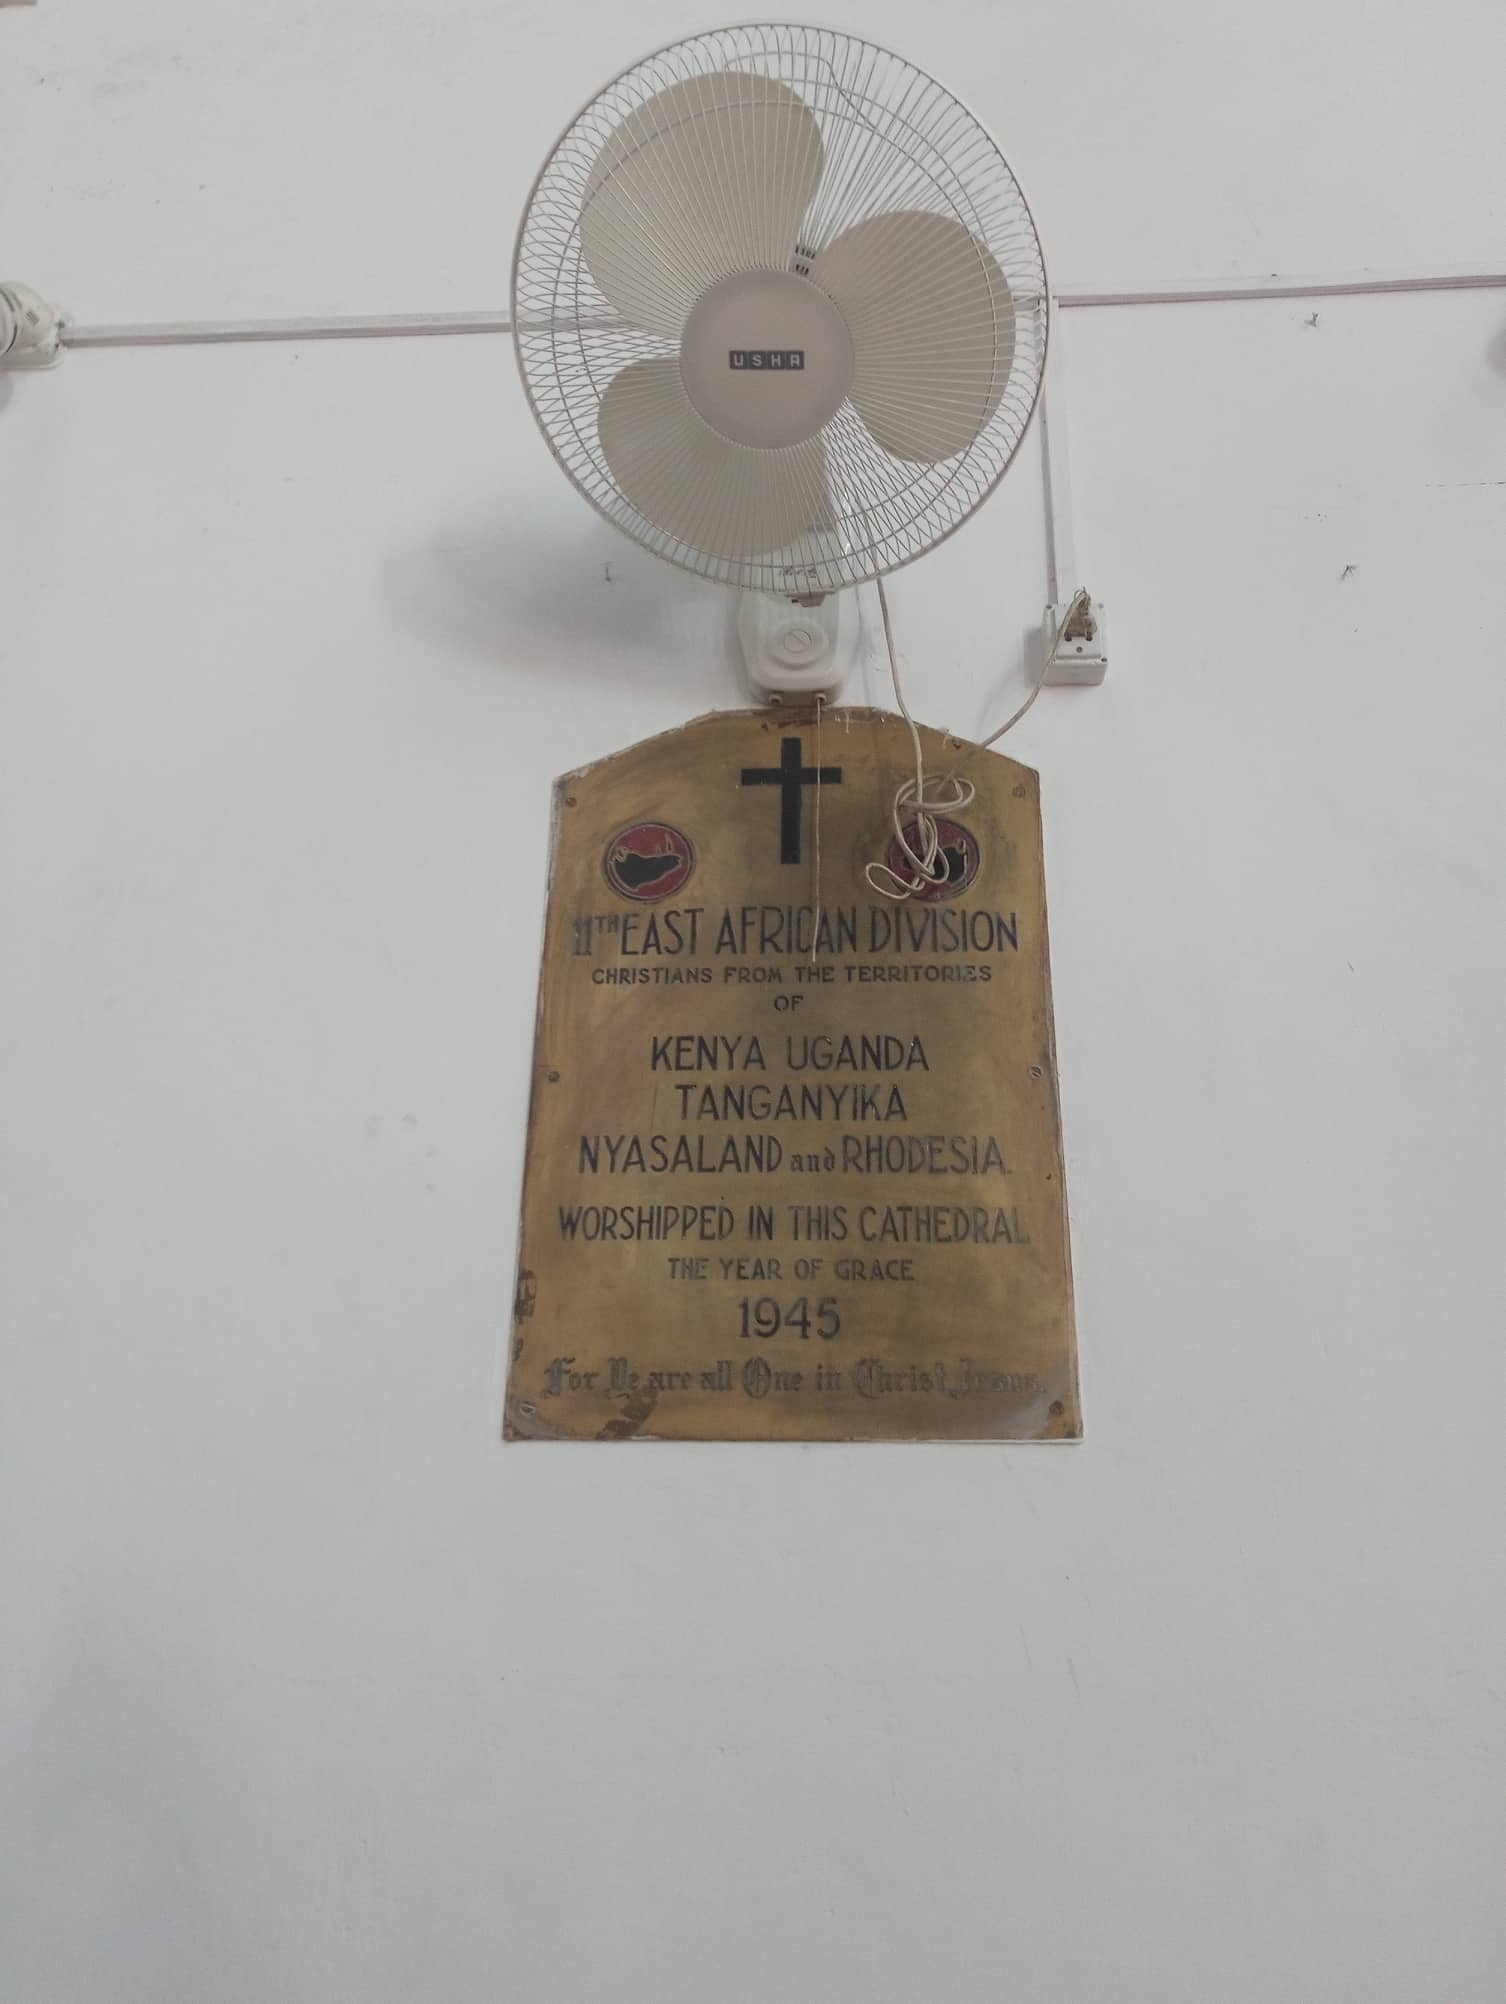 USHA
11TH EAST AFRICAN DIVISION
CHRISTIANS FROM THE TERRITORIES
OF
KENYA UGANDA
TANGANYIKA
NYASALAND and RHODESIA.
WORSHIPPED IN THIS CATHEDRAL
THE YEAR OF GRACE
1945
For Ye are all One in Christ Jesus.